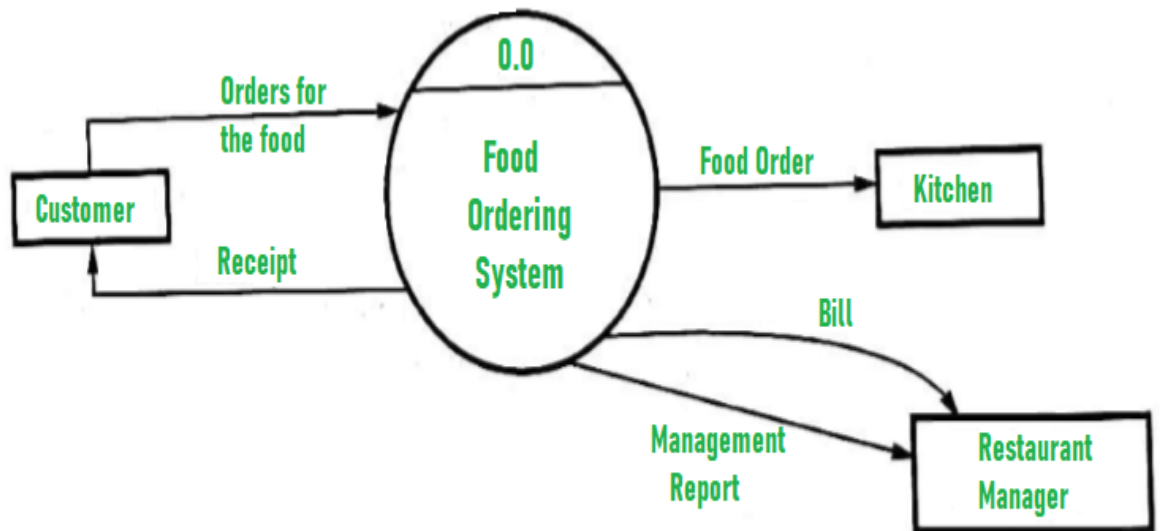 0.0
Orders for
the food
Food
Ordering
System
Food Order
Kitchen
Customer
Receipt
Bill
Management
Report
Restaurant
Manager